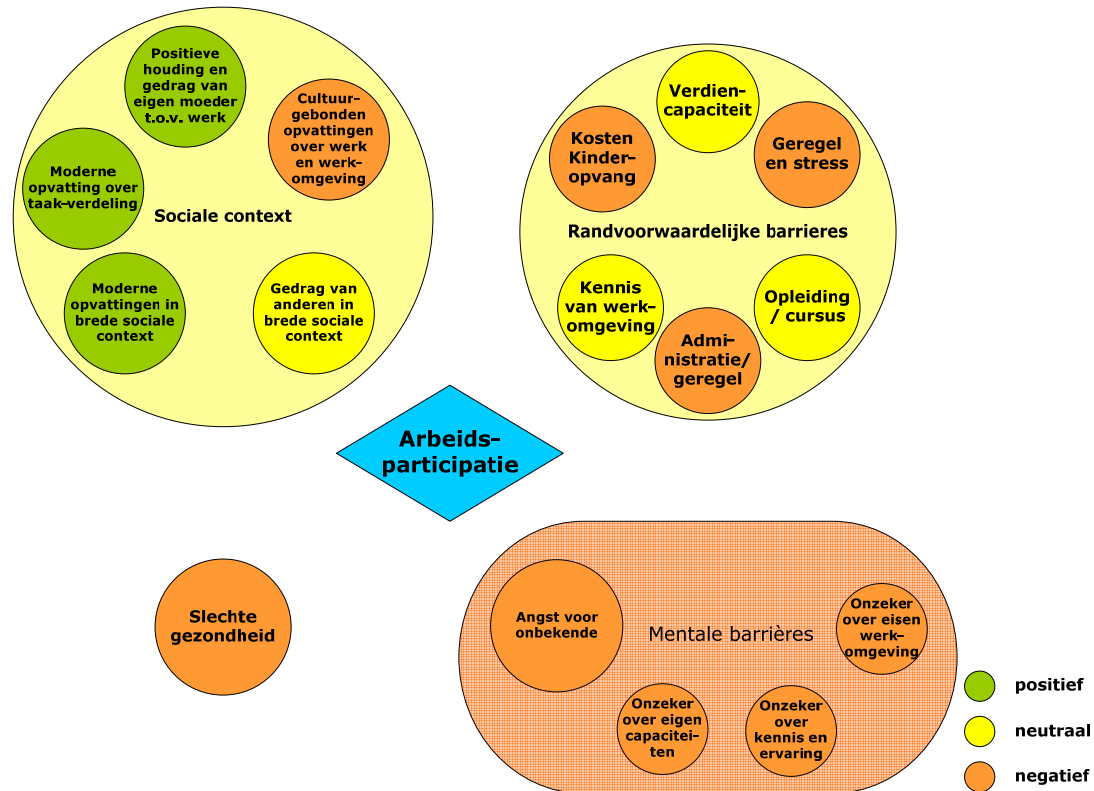 Positieve
houding en
gedrag van
eigen moeder
t.o.v. werk
Cultuur-
gebonden
opvattingen
over werk
en werk-
omgeving
Moderne
opvatting over
taak-verdeling
Sociale context
Moderne
opvattingen in
brede sociale
context
Gedrag van
anderen in
brede sociale
context
Verdien-
capaciteit
Kosten
Kinder-
opvang
Geregel
en stress
Randvoorwaardelijke barrieres
Kennis
van werk-
omgeving
Opleiding
/ cursus
Admi-
nistratie/
geregel
Arbeids-
participatie
Slechte
gezondheid
Angst voor
onbekende
Mentale barrières
Onzeker
over eisen
werk-
omgeving
Onzeker
over eigen
capacitei-
ten
Onzeker
over
kennis en
ervaring
positief
neutraal
negatief